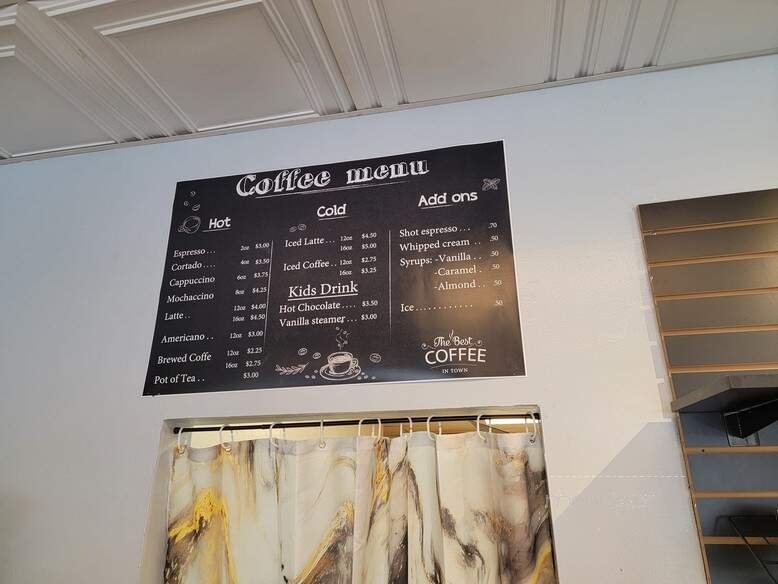 Coffee menu
Hot
Espresso... 2oz $3.00
Cortado.... 4oz $3.50
Cappuccino 6oz $3.75
Mochaccino 8oz $4.25
Latte.. 12oz $4.00
16oz $4.50
Americano.. 12oz $3.00
Brewed Coffe 12oz $2.25
16oz $2.75
Pot of Tea.. $3.00
Cold
Iced Latte... 12oz $4.50
16oz $5.00
Iced Coffee.. 12oz $2.75
16oz $3.25
Kids Drink
Hot Chocolate.... $3.50
Vanilla steamer... $3.00
Add ons
Shot espresso... .70
Whipped cream .. .50
Syrups: -Vanilla.. .50
-Caramel. .50
-Almond.. .50
Ice............ .50
The Best
COFFEE
IN TOWN